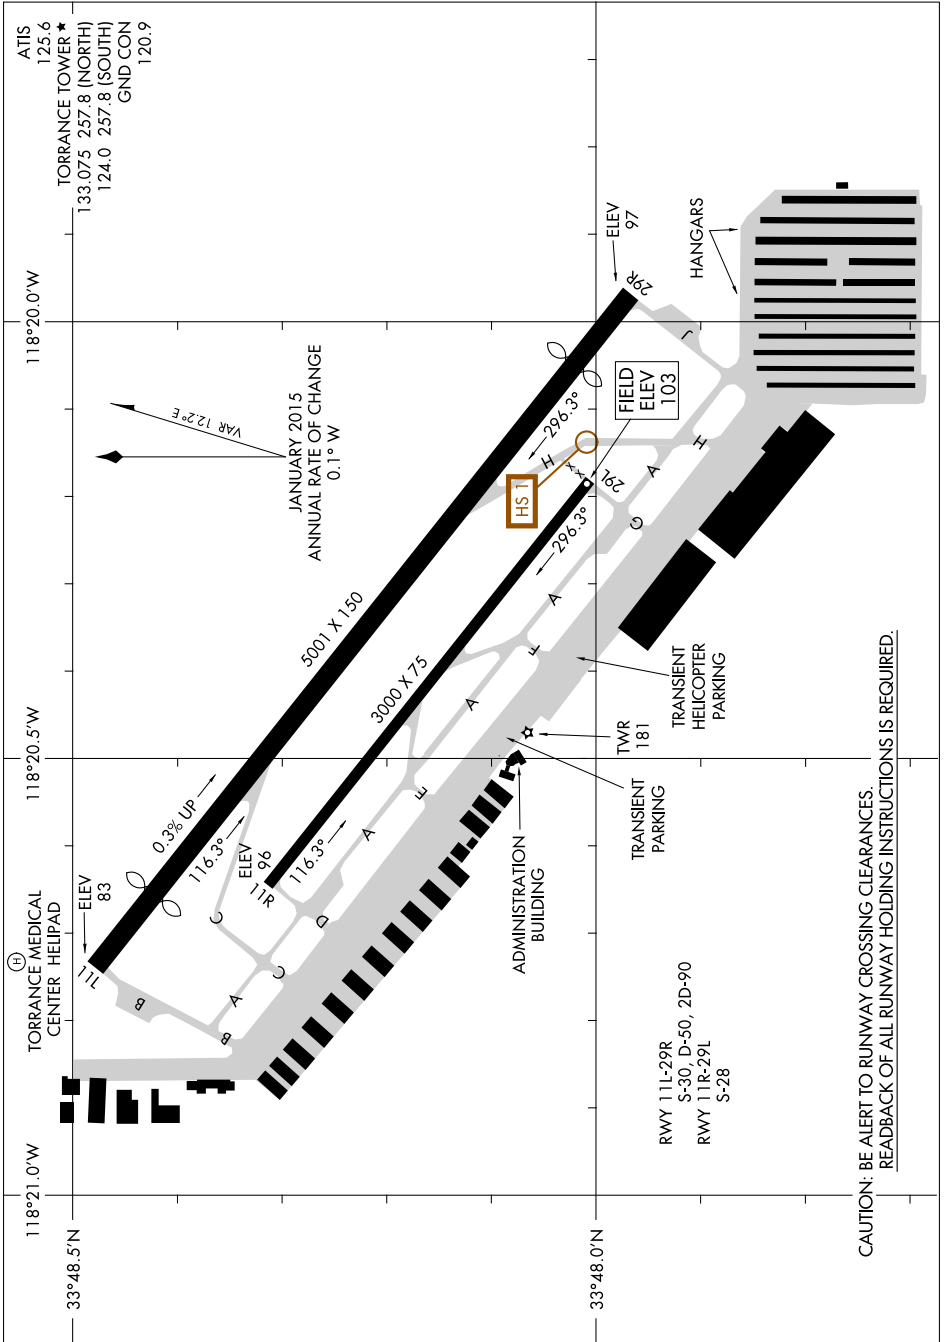 ATIS
125.6
TORRANCE TOWER ★
133.075 257.8 (NORTH)
124.0 257.8 (SOUTH)
GND CON
120.9
118°20.0'W
118°20.5'W
118°21.0'W
33°48.5'N
33°48.0'N
JANUARY 2015
ANNUAL RATE OF CHANGE
0.1° W
VAR 12.2° E
H
TORRANCE MEDICAL
CENTER HELIPAD
ELEV
83
11L
0.3% UP
116.3°
5001 X 150
296.3°
29R
ELEV
97
ELEV
96
11R
116.3°
3000 X 75
296.3°
29L
FIELD
ELEV
103
HS 1
HANGARS
B
B
A
C
C
D
A
E
A
F
A
G
A
H
H
J
TWR
181
TRANSIENT
HELICOPTER
PARKING
TRANSIENT
PARKING
ADMINISTRATION
BUILDING
RWY 11L-29R
S-30, D-50, 2D-90
RWY 11R-29L
S-28
CAUTION: BE ALERT TO RUNWAY CROSSING CLEARANCES.
READBACK OF ALL RUNWAY HOLDING INSTRUCTIONS IS REQUIRED.